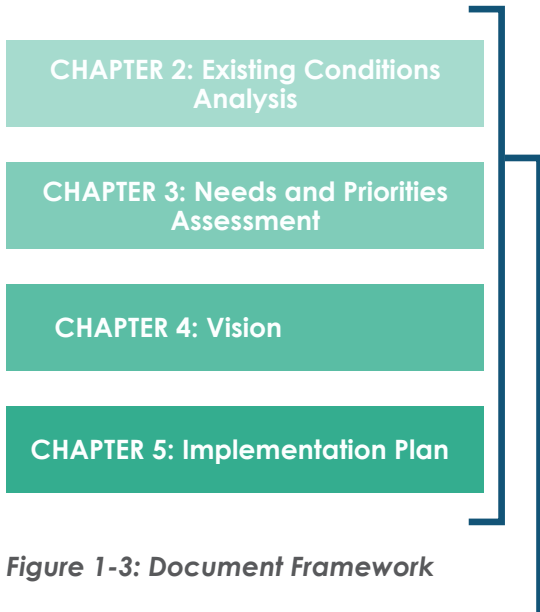 CHAPTER 2: Existing Conditions
Analysis
CHAPTER 3: Needs and Priorities
Assessment
CHAPTER 4: Vision
CHAPTER 5: Implementation Plan
Figure 1-3: Document Framework